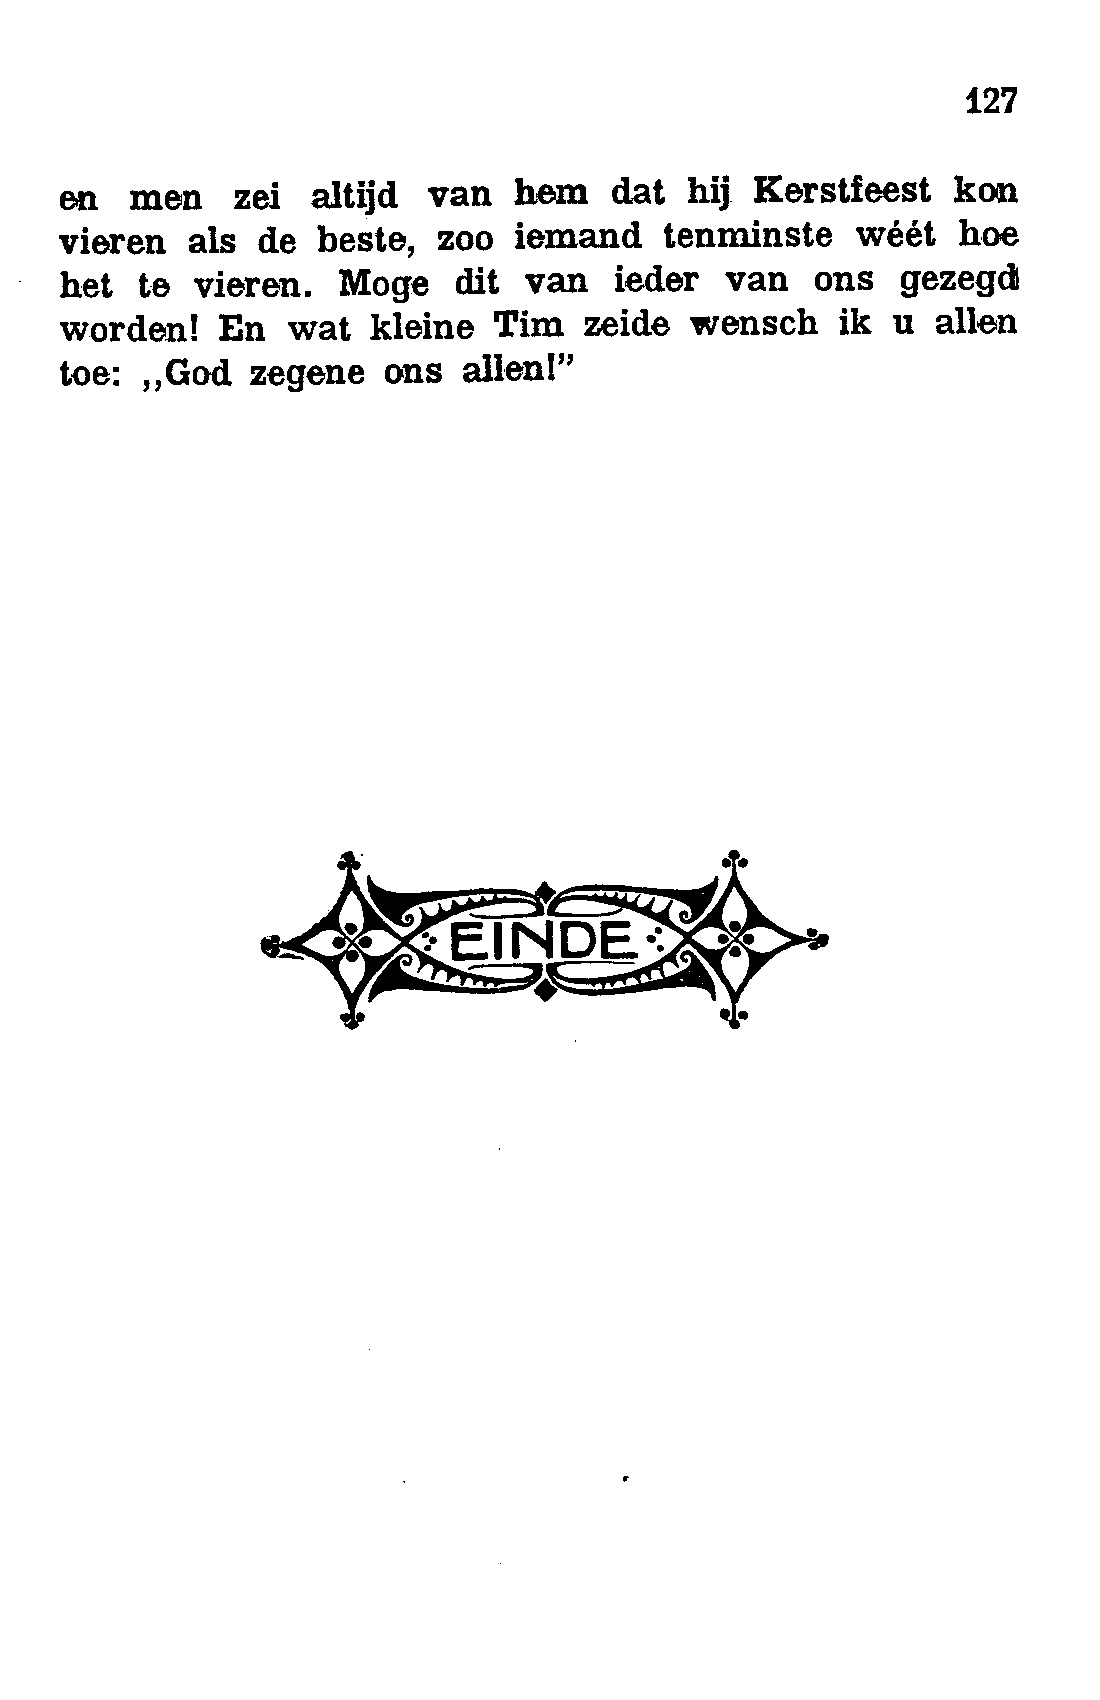 127
en men zei altijd van hem dat hij Kerstfeest kon
vieren als de beste, zoo iemand tenminste wéét hoe
het te vieren. Moge dit van ieder van ons gezegd
worden! En wat kleine Tim zeide wensch ik u allen
toe: ,,God zegene ons allen!”
EINDE